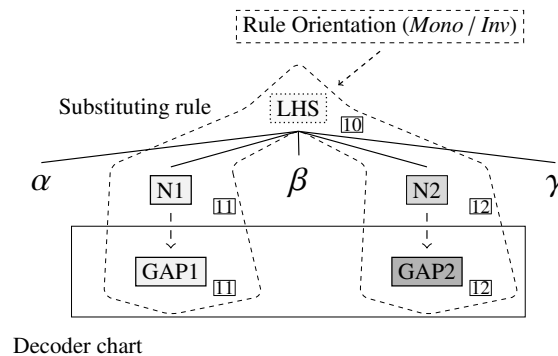 Rule Orientation (Mono / Inv)
Substituting rule
LHS
10
α N1 11 β N2 12 γ
GAP1 11 GAP2 12
Decoder chart